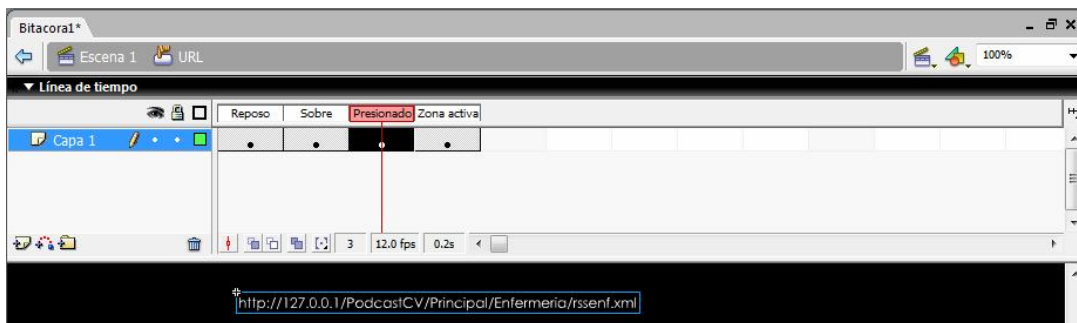 Bitacora1*
Escena 1 URL 100%
Línea de tiempo
Reposo Sobre Presionado Zona activa
Capa 1
3 12.0 fps 0.2s
http://127.0.0.1/PodcastCV/Principal/Enfermeria/rssenf.xml